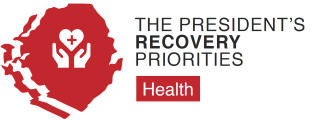 THE PRESIDENT'S
RECOVERY
PRIORITIES
Health